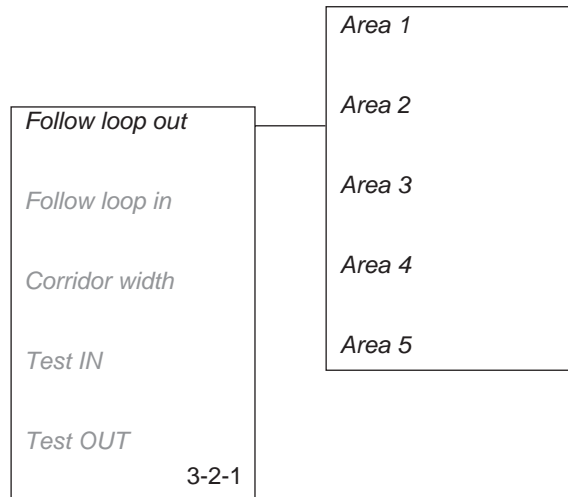 Area 1
Area 2
Area 3
Area 4
Area 5
Follow loop out
Follow loop in
Corridor width
Test IN
Test OUT
3-2-1